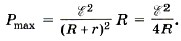 P_max = ℰ² / (R + r)² R = ℰ² / 4R.